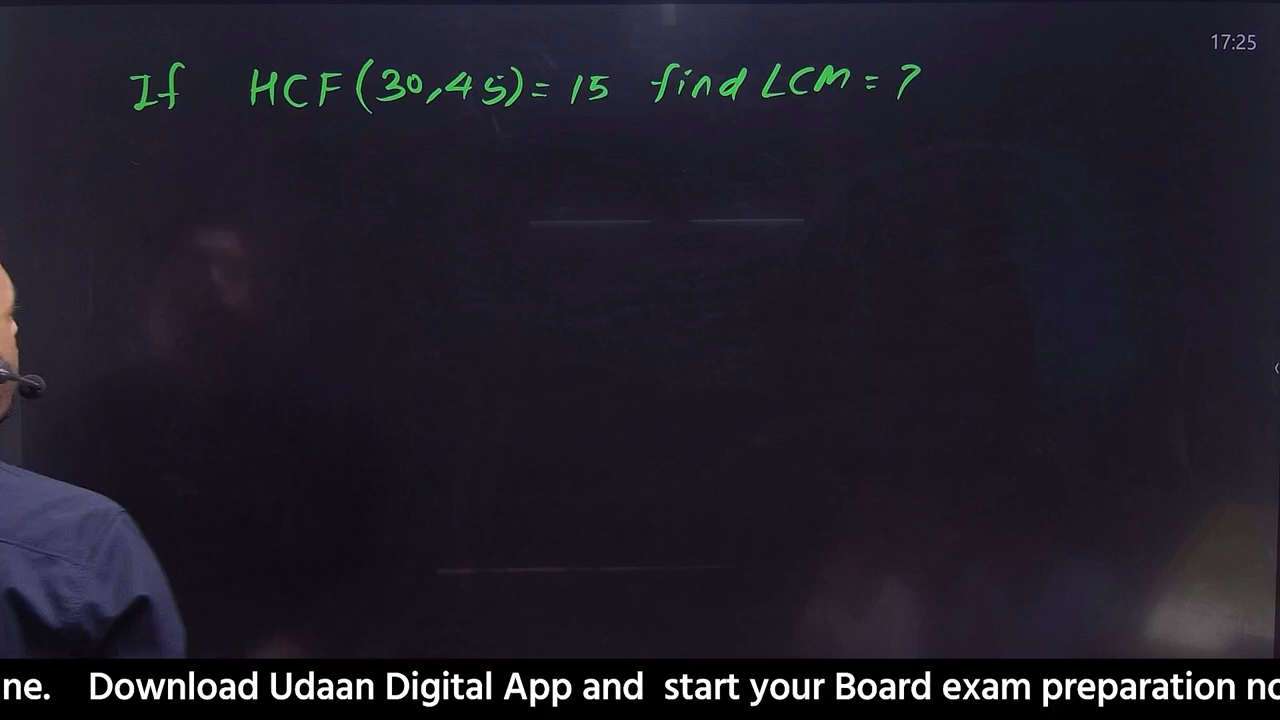 17:25
If HCF(30,45)= 15 find LCM = ?
ne. Download Udaan Digital App and start your Board exam preparation no